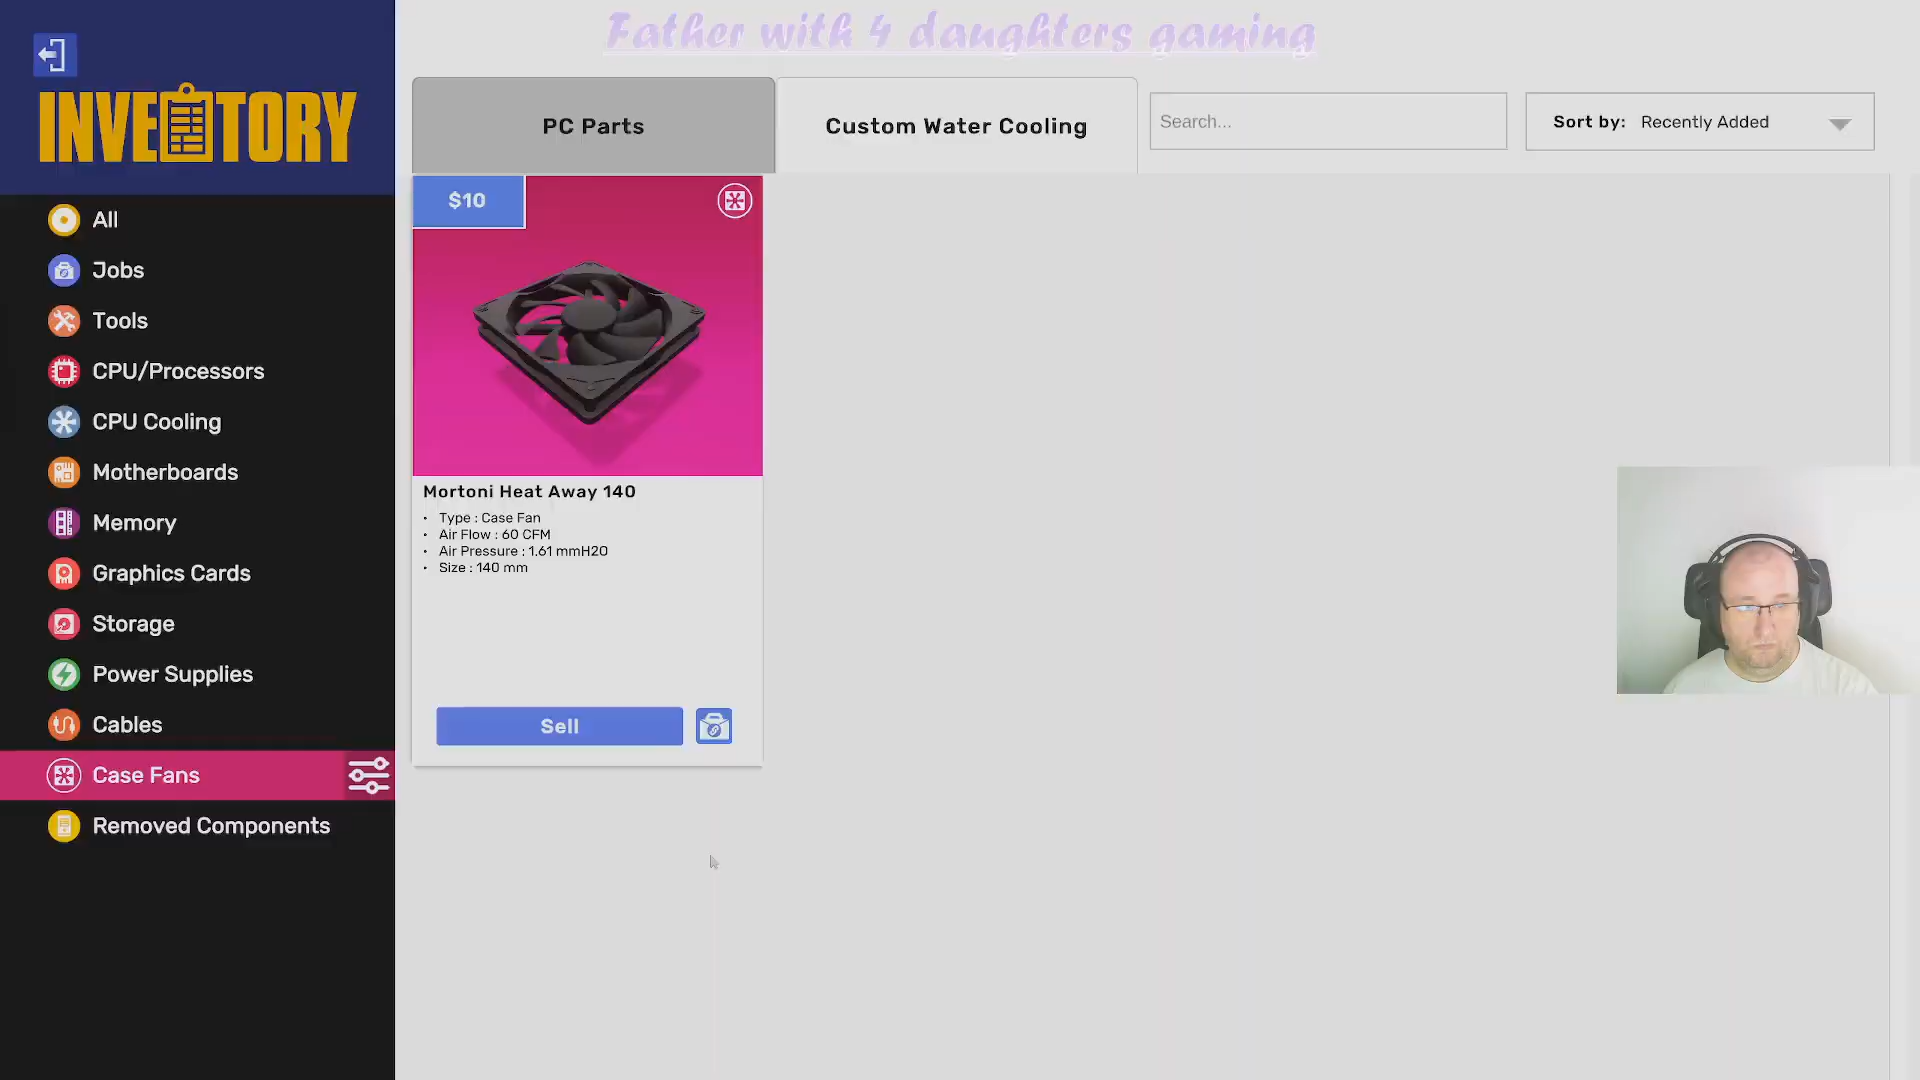 Father with 4 daughters gaming
INVENTORY
PC Parts
Custom Water Cooling
Search...
Sort by: Recently Added
All
Jobs
Tools
CPU/Processors
CPU Cooling
Motherboards
Memory
Graphics Cards
Storage
Power Supplies
Cables
Case Fans
Removed Components
$10
Mortoni Heat Away 140
• Type : Case Fan
• Air Flow : 60 CFM
• Air Pressure : 1.61 mmH2O
• Size : 140 mm
Sell